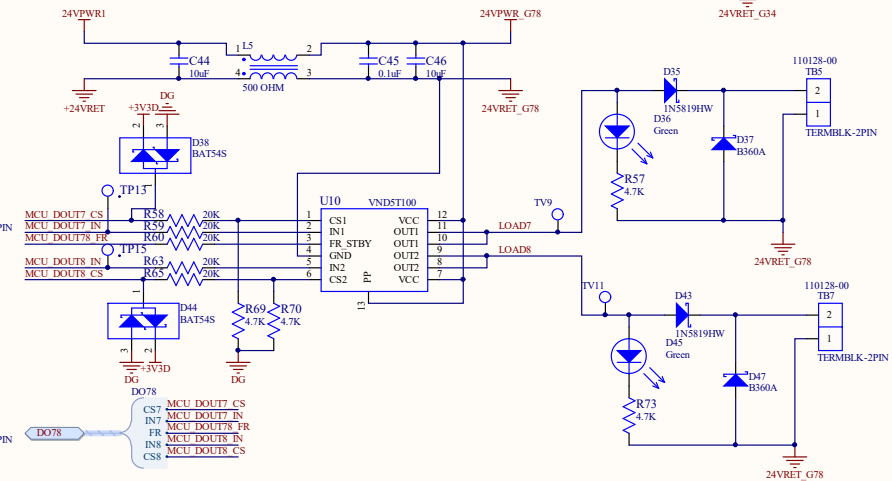 24VPWR1
24VPWR_G78
24VRET_G34
L5
1
2
4
3
C44
10uF
500 OHM
C45
0.1uF
C46
10uF
+24VRET
24VRET_G78
+3V3D
DG
2
3
D38
BAT54S
1
TP13
MCU_DOUT7_CS
MCU_DOUT7_IN
MCU_DOUT78_FR
MCU_DOUT8_IN
MCU_DOUT8_CS
PIN
TP15
R58
20K
R59
20K
R60
20K
R63
20K
R65
20K
U10
VND5T100
1
CS1
2
IN1
3
FR_STBY
4
GND
5
IN2
6
CS2
VCC
12
OUT1
11
OUT1
10
OUT2
9
OUT2
8
VCC
7
PP
13
LOAD7
LOAD8
TV9
TV11
R69
4.7K
R70
4.7K
DG
1
D44
BAT54S
3
2
DG
+3V3D
D35
1N5819HW
D36
Green
R57
4.7K
D37
B360A
110128-00
TB5
2
1
TERMBLK-2PIN
24VRET_G78
D43
1N5819HW
D45
Green
R73
4.7K
D47
B360A
110128-00
TB7
2
1
TERMBLK-2PIN
24VRET_G78
DO78
PIN
DO78
CS7
MCU_DOUT7_CS
IN7
MCU_DOUT7_IN
FR
MCU_DOUT78_FR
IN8
MCU_DOUT8_IN
CS8
MCU_DOUT8_CS